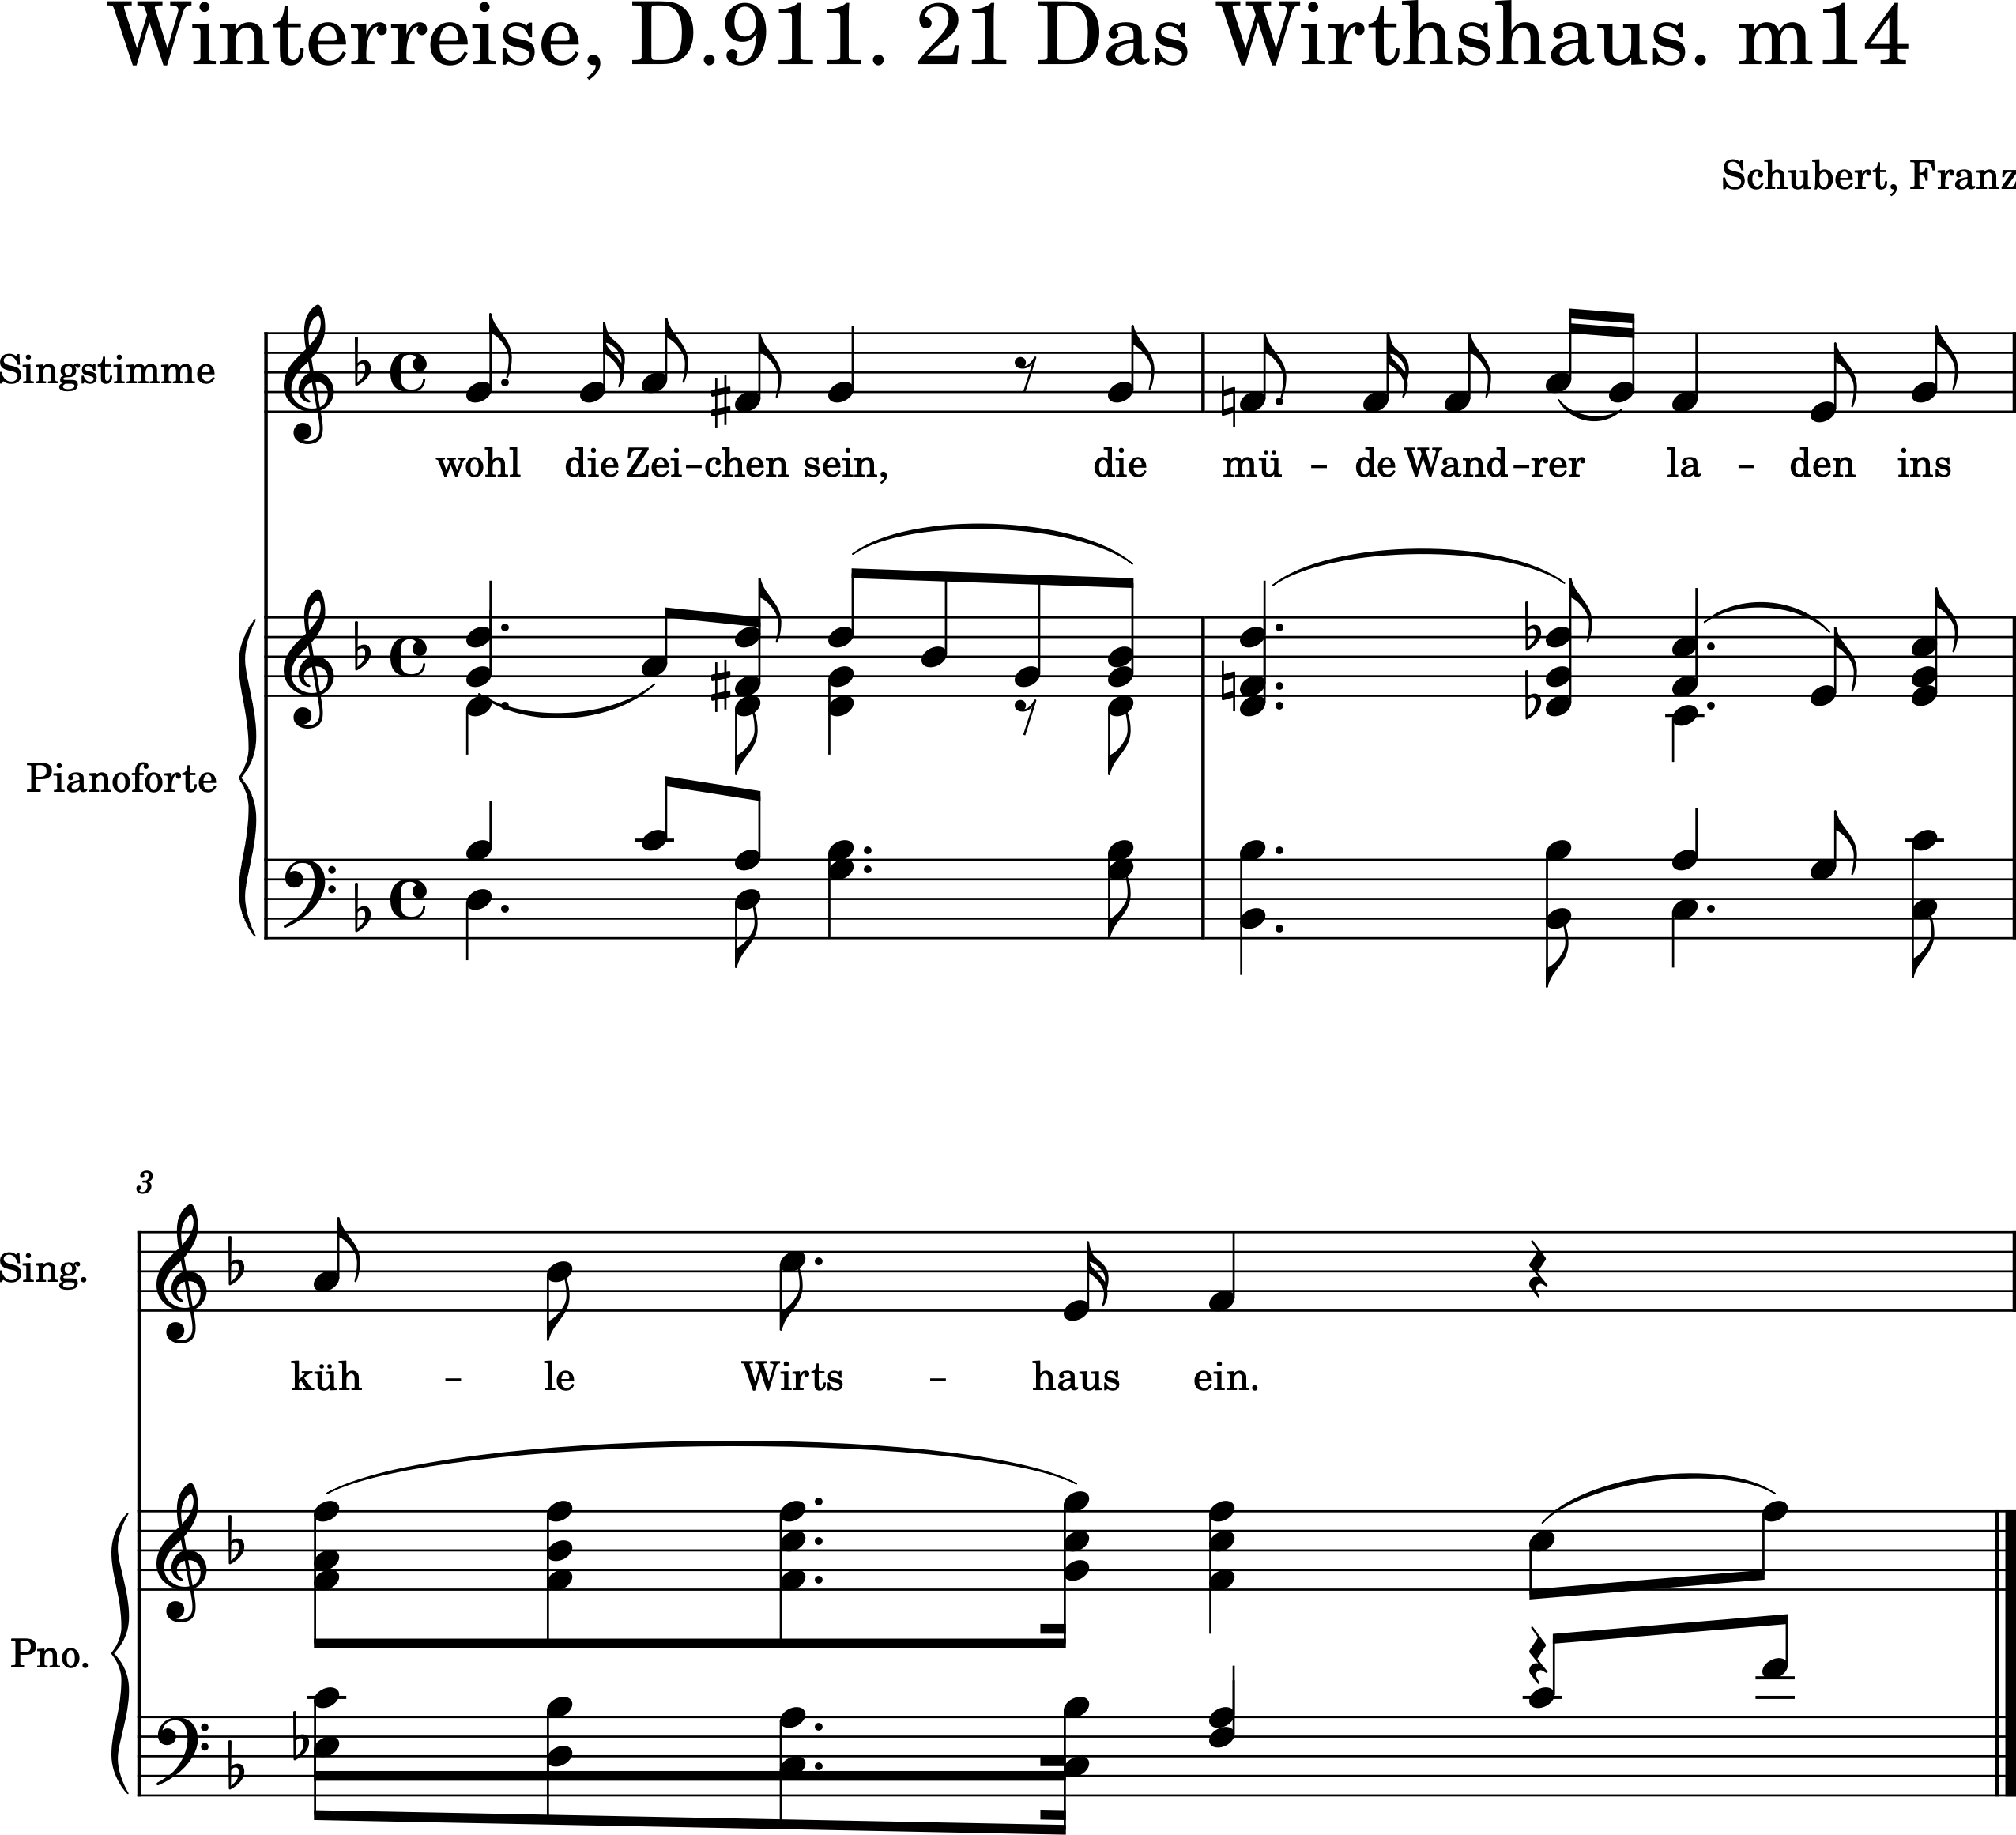 Winterreise, D.911. 21 Das Wirthshaus. m14
Schubert, Franz
Singstimme
wohl die Zei-chen sein, die mü - de Wand-rer la - den ins
Pianoforte
3
Sing.
küh - le Wirts - haus ein.
Pno.